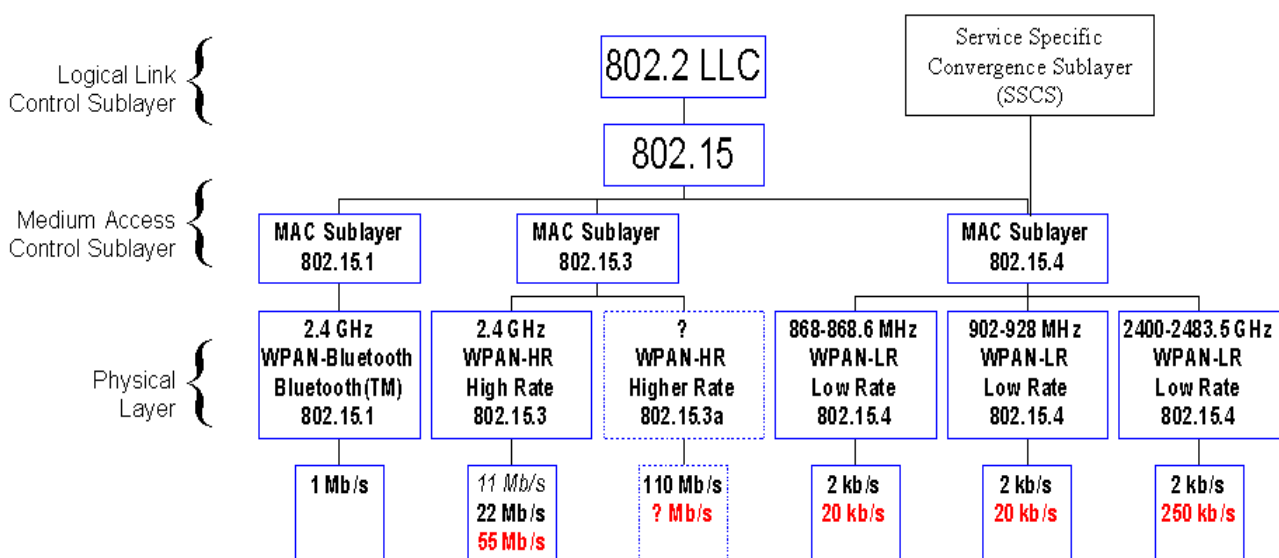 Logical Link
Control Sublayer
802.2 LLC
Service Specific
Convergence Sublayer
(SSCS)
802.15
Medium Access
Control Sublayer
MAC Sublayer
802.15.1
MAC Sublayer
802.15.3
MAC Sublayer
802.15.4
Physical
Layer
2.4 GHz
WPAN-Bluetooth
Bluetooth(TM)
802.15.1
2.4 GHz
WPAN-HR
High Rate
802.15.3
?
WPAN-HR
Higher Rate
802.15.3a
868-868.6 MHz
WPAN-LR
Low Rate
802.15.4
902-928 MHz
WPAN-LR
Low Rate
802.15.4
2400-2483.5 GHz
WPAN-LR
Low Rate
802.15.4
1 Mb/s
11 Mb/s
22 Mb/s
55 Mb/s
110 Mb/s
? Mb/s
2 kb/s
20 kb/s
2 kb/s
20 kb/s
2 kb/s
250 kb/s